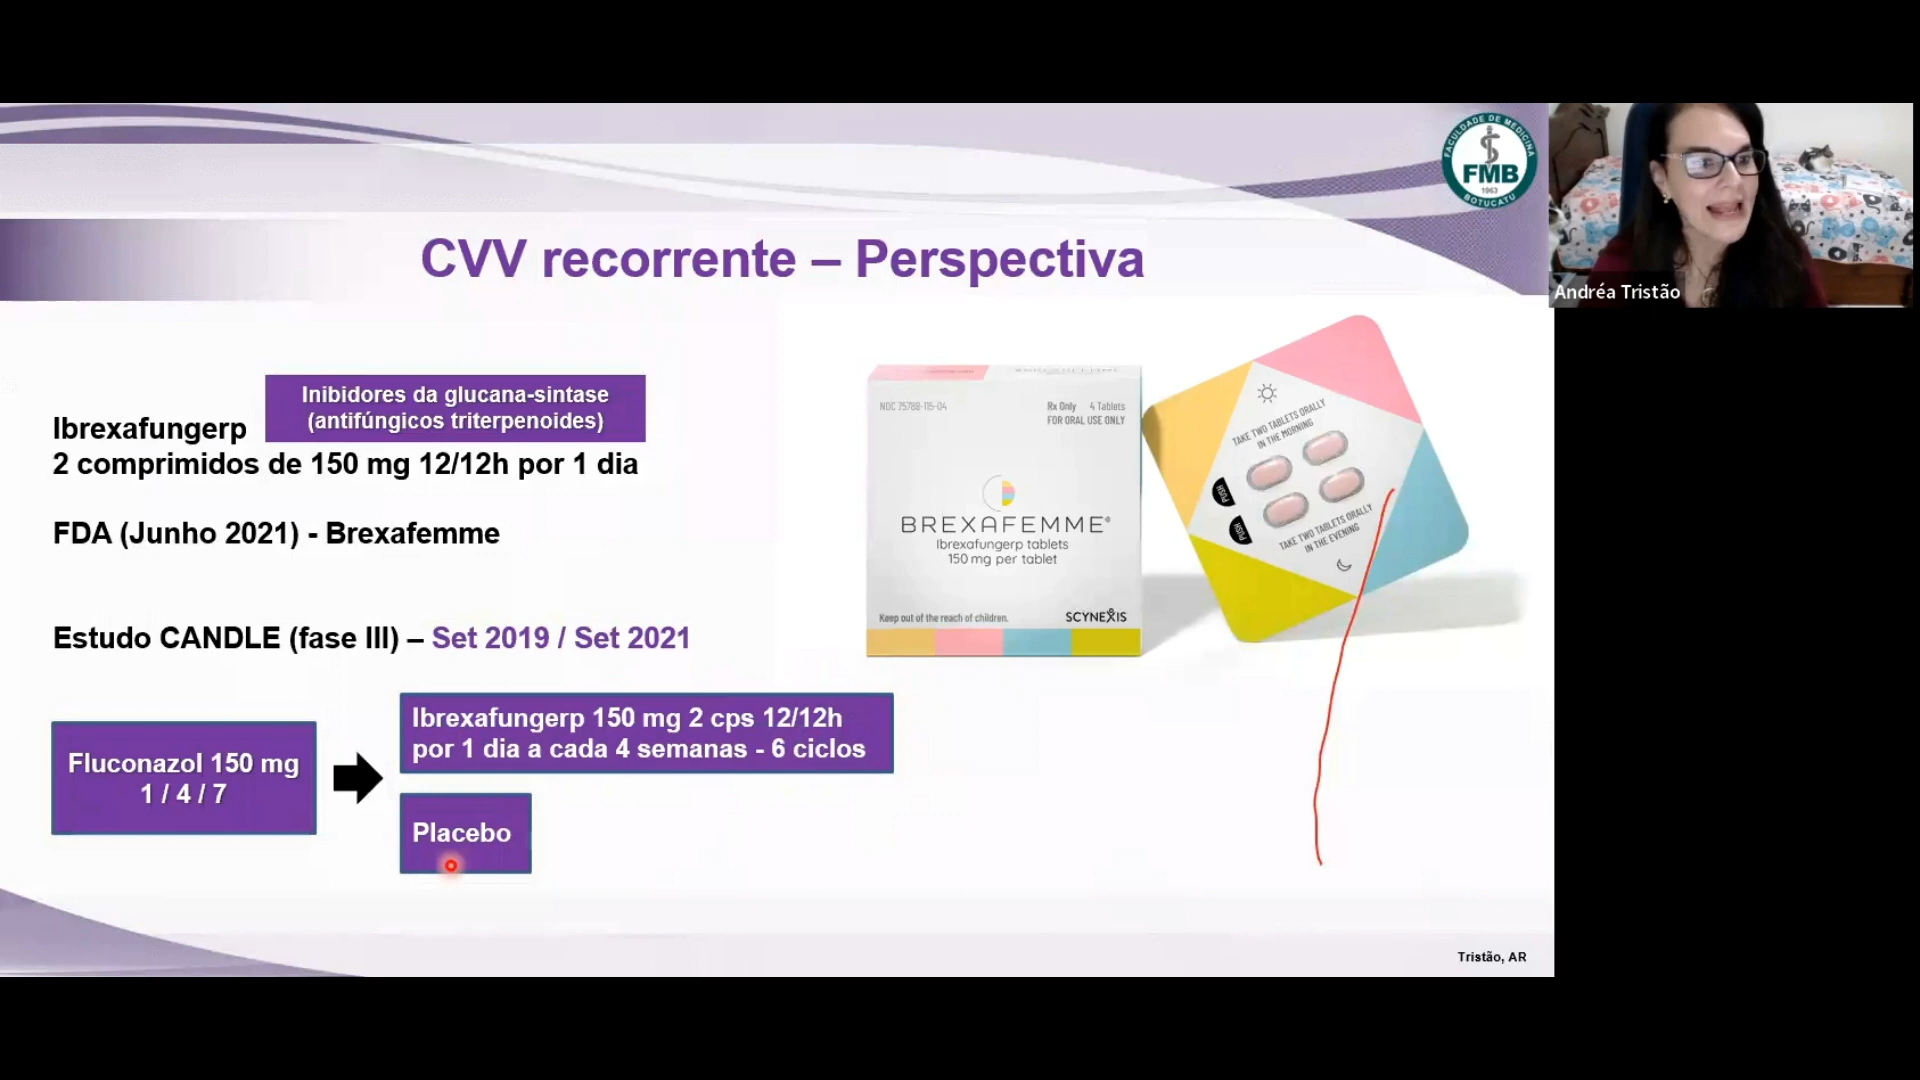 FACULDADE DE MEDICINA
FMB
1963
BOTUCATU
Andréa Tristão
CVV recorrente – Perspectiva
Inibidores da glucana-sintase
(antifúngicos triterpenoides)
Ibrexafungerp
2 comprimidos de 150 mg 12/12h por 1 dia
FDA (Junho 2021) - Brexafemme
Estudo CANDLE (fase III) – Set 2019 / Set 2021
Fluconazol 150 mg
1 / 4 / 7
Ibrexafungerp 150 mg 2 cps 12/12h
por 1 dia a cada 4 semanas - 6 ciclos
Placebo
NDC 75788-115-04
Rx Only 4 Tablets
FOR ORAL USE ONLY
BREXAFEMME®
Ibrexafungerp tablets
150 mg per tablet
Keep out of the reach of children.
SCYNEXIS
TAKE TWO TABLETS ORALLY
IN THE MORNING
PUSH
PUSH
TAKE TWO TABLETS ORALLY
IN THE EVENING
Tristão, AR